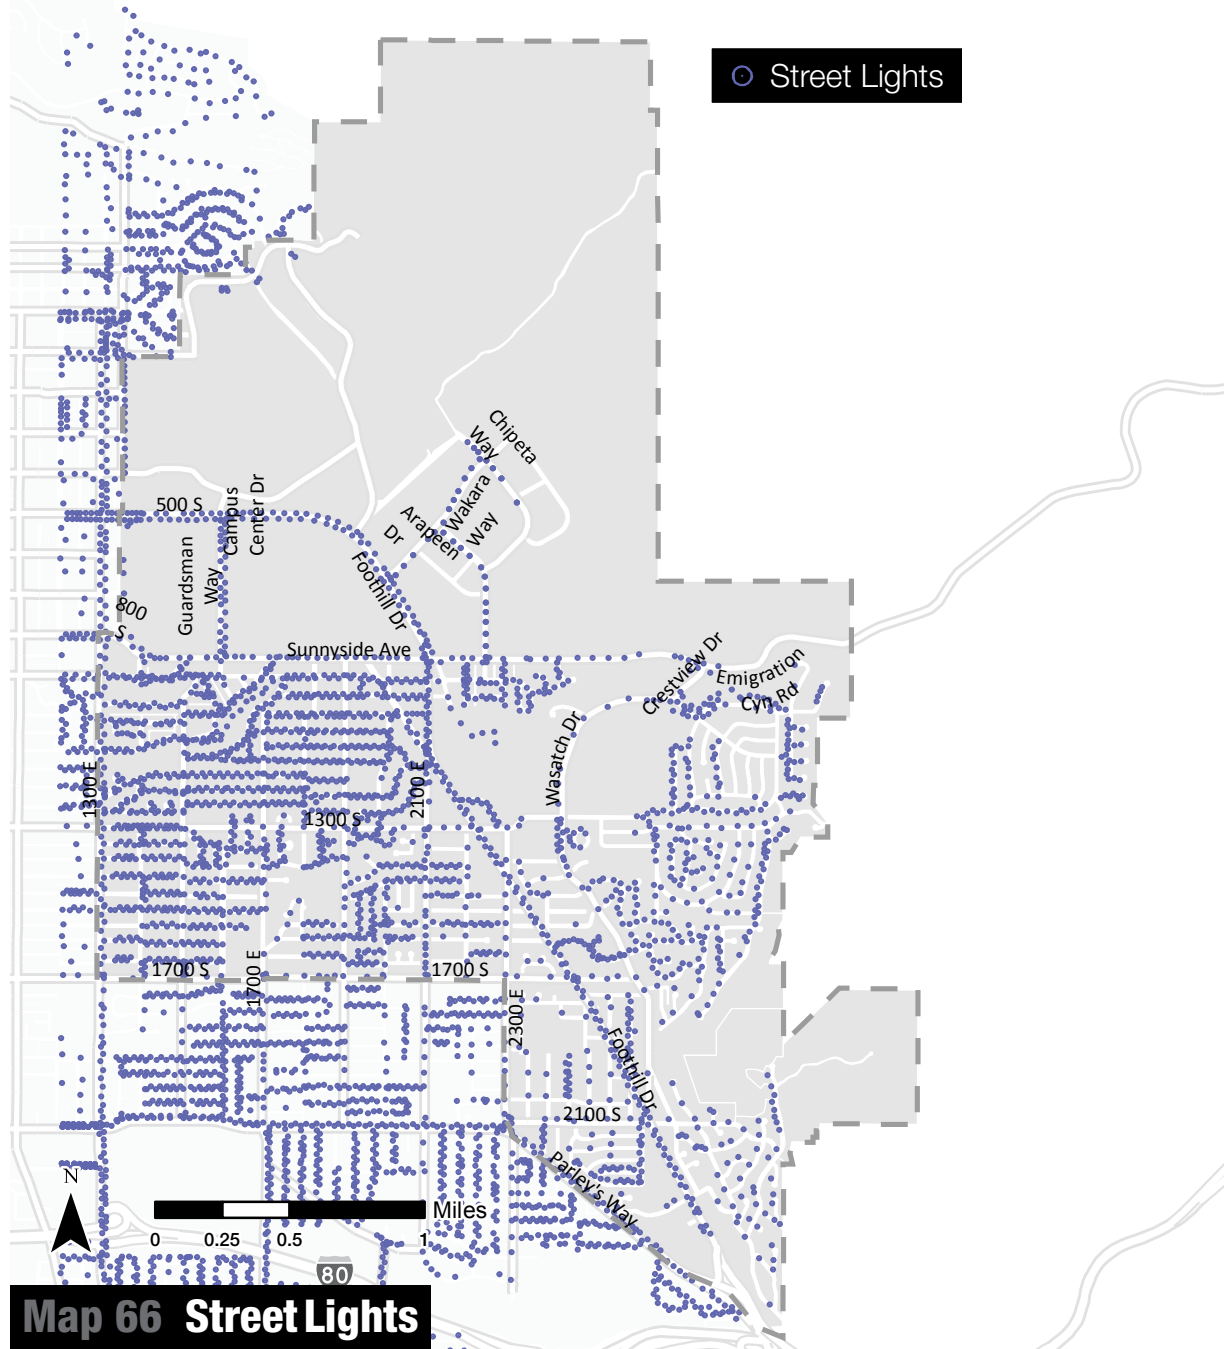 Street Lights
Chipeta
Way
Wakara
Way
Arapeen
Dr
500 S
Campus
Center Dr
Guardsman
Way
Foothill Dr
800
S
Sunnyside Ave
Crestview Dr
Emigration
Cyn Rd
Wasatch Dr
1300 E
2100 E
1300 S
1700 S
1700 E
1700 S
2300 E
Foothill Dr
2100 S
Parley's Way
N
Miles
0 0.25 0.5 1
80
Map 66 Street Lights